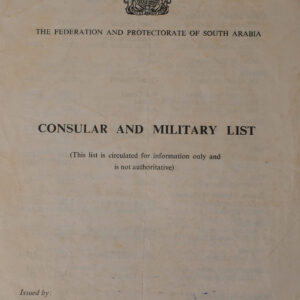 THE FEDERATION AND PROTECTORATE OF SOUTH ARABIA
CONSULAR AND MILITARY LIST
(This list is circulated for information only and
is not authoritative)
Issued by